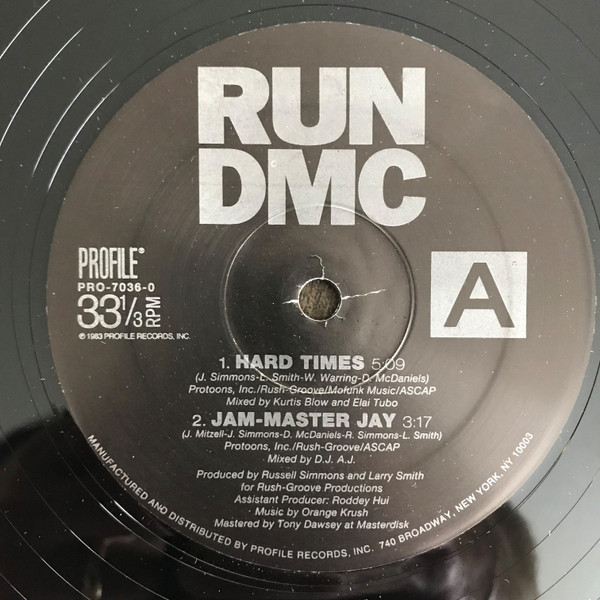 RUN
DMC
PROFILE®
PRO-7036-0
33 1/3 RPM
℗ 1983 PROFILE RECORDS, INC.
A
1. HARD TIMES 5:09
(J. Simmons-L. Smith-W. Warring-D. McDaniels)
Protoons, Inc./Rush-Groove/Mofunk Music/ASCAP
Mixed by Kurtis Blow and Elai Tubo
2. JAM-MASTER JAY 3:17
(J. Mitzell-J. Simmons-D. McDaniels-R. Simmons-L. Smith)
Protoons, Inc./Rush-Groove/ASCAP
Mixed by D.J. A.J.
Produced by Russell Simmons and Larry Smith
for Rush-Groove Productions
Assistant Producer: Roddey Hui
Music by Orange Krush
Mastered by Tony Dawsey at Masterdisk
MANUFACTURED AND DISTRIBUTED BY PROFILE RECORDS, INC. 740 BROADWAY, NEW YORK, NY 10003